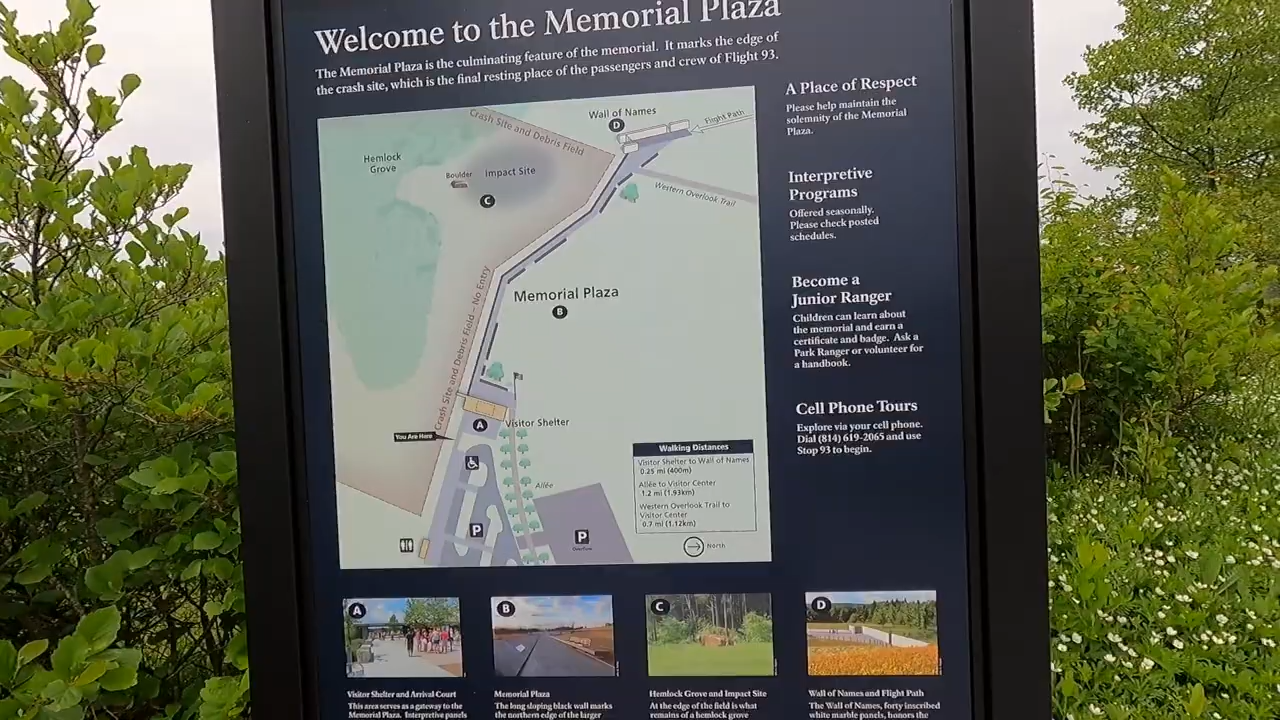 Welcome to the Memorial Plaza
The Memorial Plaza is the culminating feature of the memorial. It marks the edge of
the crash site, which is the final resting place of the passengers and crew of Flight 93.
Wall of Names
D
Flight Path
Crash Site and Debris Field
Hemlock
Grove
Boulder
Impact Site
C
Western Overlook Trail
Memorial Plaza
B
Crash Site and Debris Field – No Entry
Visitor Shelter
A
You Are Here
Allée
P
P
Overflow
Walking Distances
Visitor Shelter to Wall of Names
0.25 mi (400m)
Allée to Visitor Center
1.2 mi (1.93km)
Western Overlook Trail to
Visitor Center
0.7 mi (1.12km)
North
A Place of Respect
Please help maintain the
solemnity of the Memorial
Plaza.
Interpretive
Programs
Offered seasonally.
Please check posted
schedules.
Become a
Junior Ranger
Children can learn about
the memorial and earn a
certificate and badge. Ask a
Park Ranger or volunteer for
a handbook.
Cell Phone Tours
Explore via your cell phone.
Dial (814) 619-2065 and use
Stop 93 to begin.
A
Visitor Shelter and Arrival Court
This area serves as a gateway to the
Memorial Plaza. Interpretive panels
B
Memorial Plaza
The long sloping black wall marks
the northern edge of the larger
C
Hemlock Grove and Impact Site
At the edge of the field is what
remains of a hemlock grove
D
Wall of Names and Flight Path
The Wall of Names, forty inscribed
white marble panels, honors the